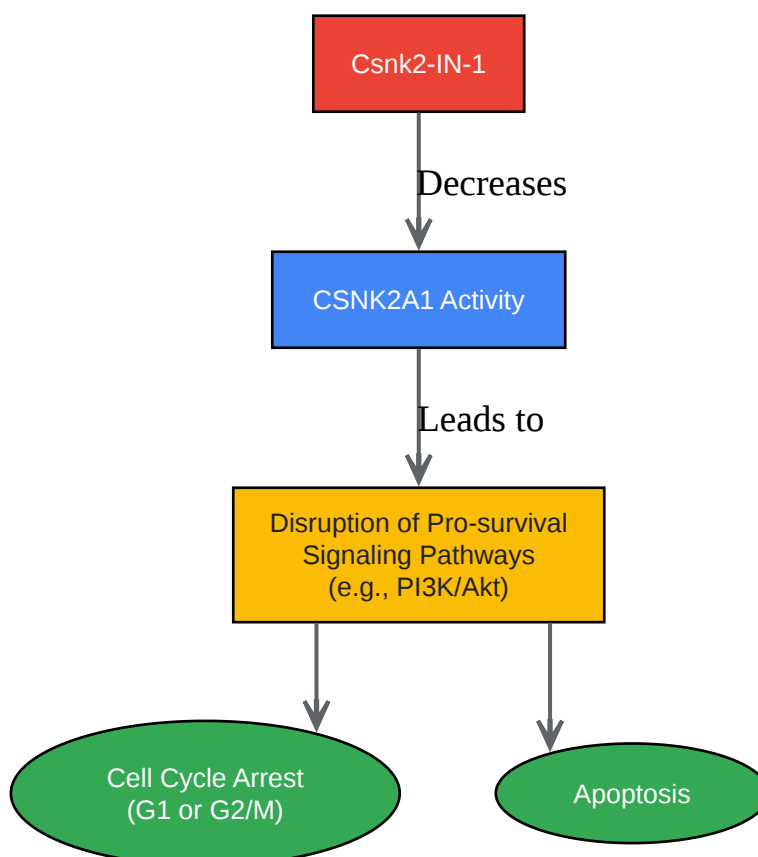 Csnk2-IN-1
Decreases
CSNK2A1 Activity
Leads to
Disruption of Pro-survival
Signaling Pathways
(e.g., PI3K/Akt)
Cell Cycle Arrest
(G1 or G2/M)
Apoptosis